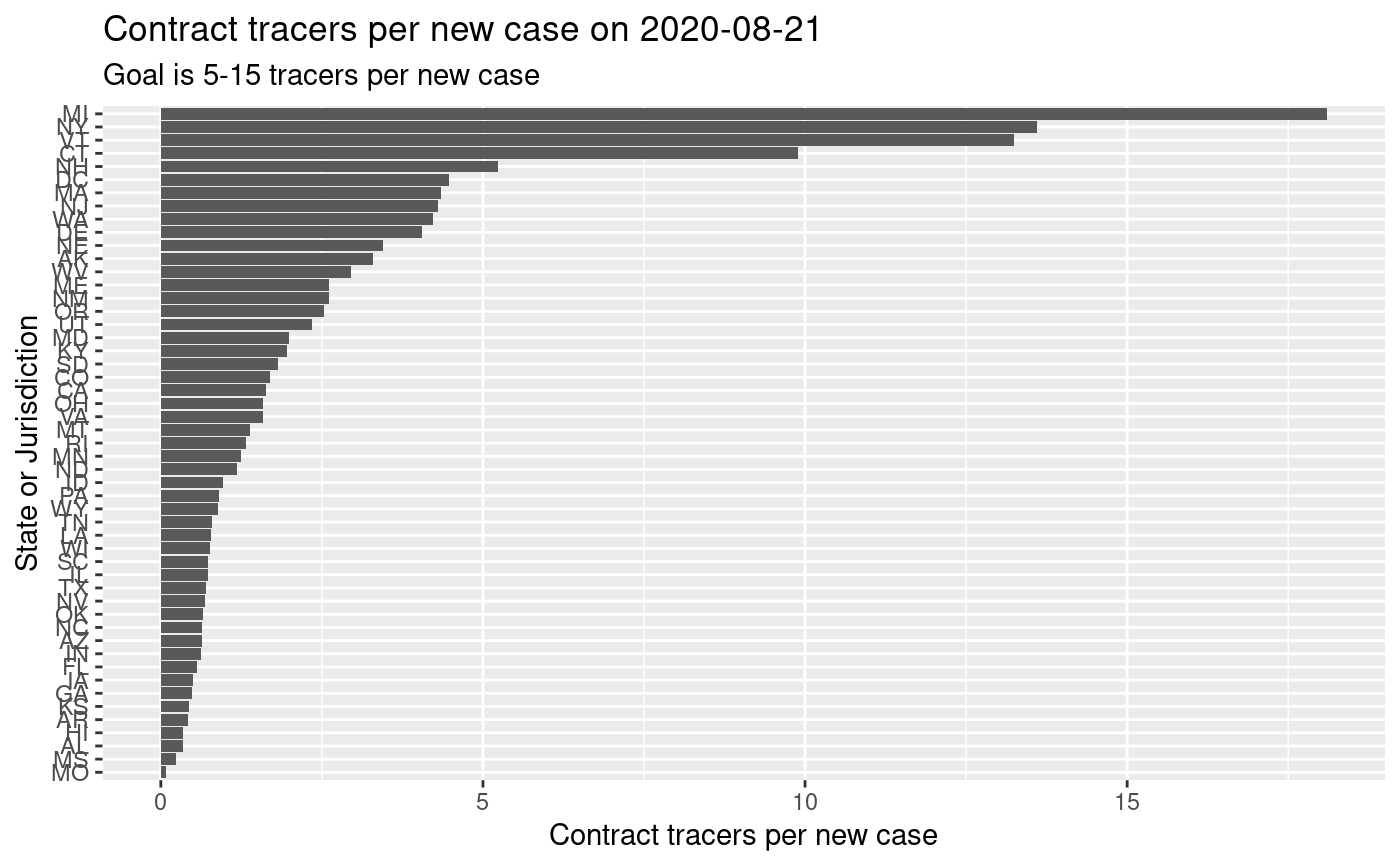 Contract tracers per new case on 2020-08-21
Goal is 5-15 tracers per new case
State or Jurisdiction
MI
NY
VT
CT
NH
DC
MA
NJ
WA
DE
NE
AK
WV
ME
NM
OR
UT
MD
KY
SD
CO
CA
OH
VA
MT
RI
MN
ND
ID
PA
WY
TN
LA
WI
SC
IL
TX
NV
OK
NC
AZ
IN
FL
IA
GA
KS
AR
HI
AL
MS
MO
0 5 10 15
Contract tracers per new case